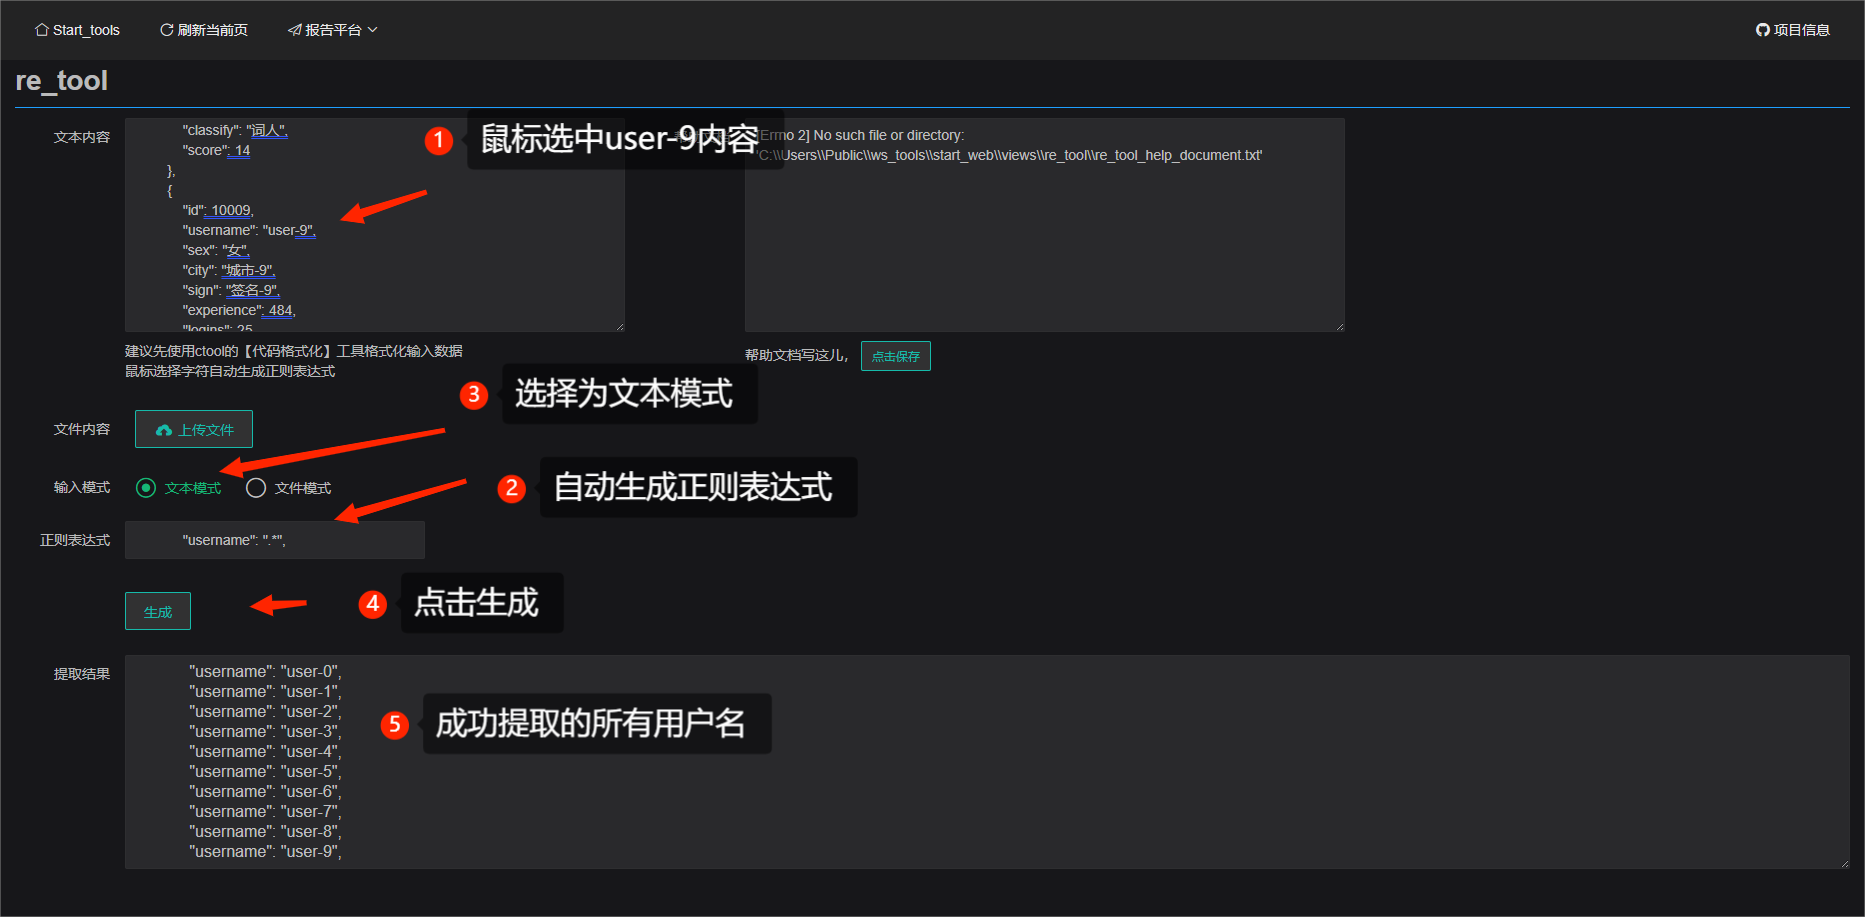 Start_tools
刷新当前页
报告平台
项目信息
re_tool
文本内容
"classify": "词人",
"score": 14
},
{
"id": 10009,
"username": "user-9",
"sex": "女",
"city": "城市-9",
"sign": "签名-9",
"experience": 484,
"logins": 25
1
鼠标选中user-9内容
[Errno 2] No such file or directory:
'C:\\Users\\Public\\ws_tools\\start_web\\views\\re_tool\\re_tool_help_document.txt'
建议先使用ctool的【代码格式化】工具格式化输入数据
鼠标选择字符自动生成正则表达式
帮助文档写这儿，
点击保存
3
选择为文本模式
文件内容
上传文件
输入模式
文本模式
文件模式
2
自动生成正则表达式
正则表达式
"username": ".*",
生成
4
点击生成
提取结果
"username": "user-0",
"username": "user-1",
"username": "user-2",
"username": "user-3",
"username": "user-4",
"username": "user-5",
"username": "user-6",
"username": "user-7",
"username": "user-8",
"username": "user-9",
5
成功提取的所有用户名